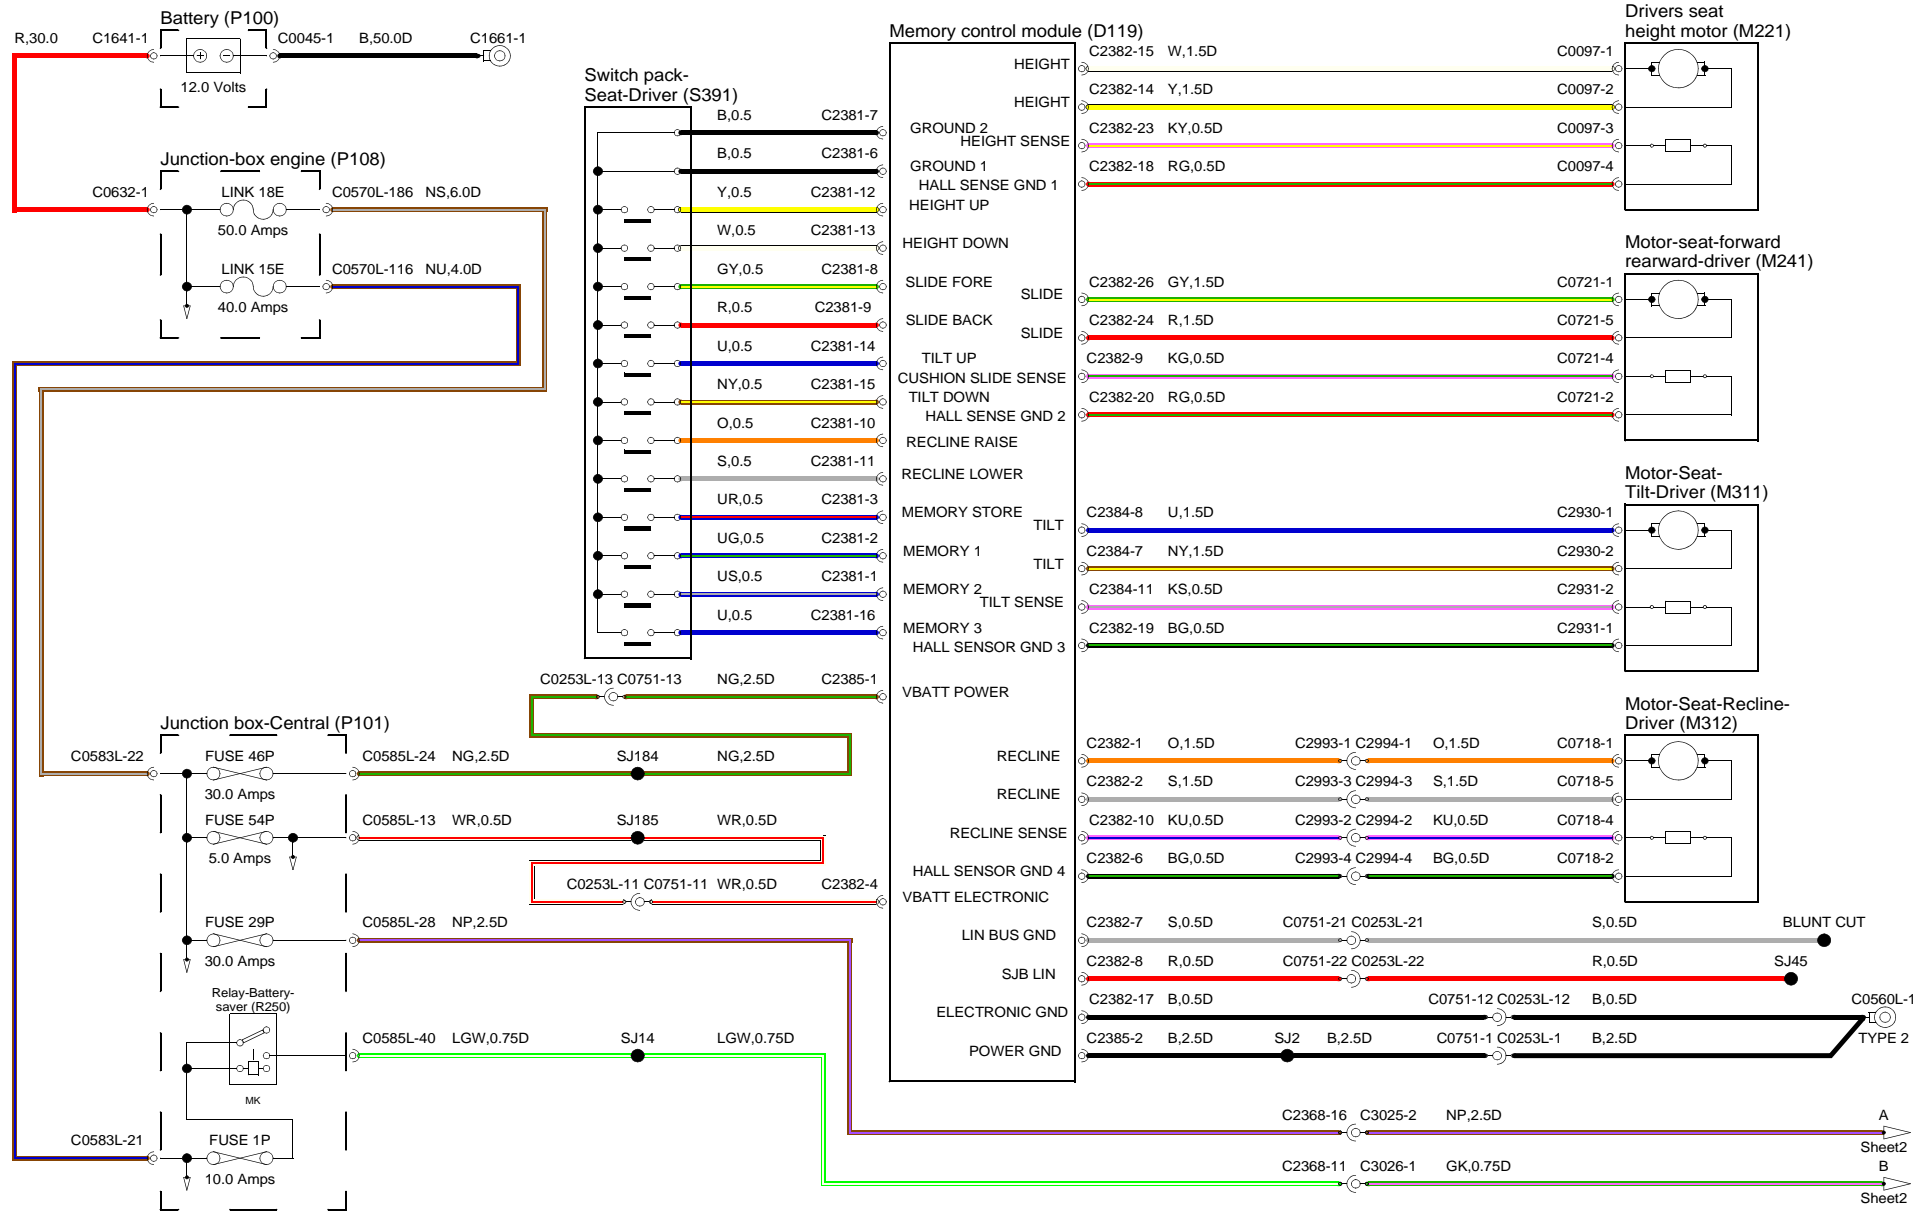 Battery (P100)
R,30.0 C1641-1 C0045-1 B,50.0D C1661-1
12.0 Volts
Junction-box engine (P108)
C0632-1 LINK 18E C0570L-186 NS,6.0D
50.0 Amps
LINK 15E C0570L-116 NU,4.0D
40.0 Amps
Switch pack-
Seat-Driver (S391)
B,0.5 C2381-7
B,0.5 C2381-6
Y,0.5 C2381-12
W,0.5 C2381-13
GY,0.5 C2381-8
R,0.5 C2381-9
U,0.5 C2381-14
NY,0.5 C2381-15
O,0.5 C2381-10
S,0.5 C2381-11
UR,0.5 C2381-3
UG,0.5 C2381-2
US,0.5 C2381-1
U,0.5 C2381-16
C0253L-13 C0751-13 NG,2.5D C2385-1
Junction box-Central (P101)
C0583L-22 FUSE 46P C0585L-24 NG,2.5D SJ184 NG,2.5D
30.0 Amps
FUSE 54P C0585L-13 WR,0.5D SJ185 WR,0.5D
5.0 Amps
C0253L-11 C0751-11 WR,0.5D C2382-4
FUSE 29P C0585L-28 NP,2.5D
30.0 Amps
Relay-Battery-
saver (R250)
C0585L-40 LGW,0.75D SJ14 LGW,0.75D
MK
C0583L-21 FUSE 1P
10.0 Amps
Memory control module (D119)
HEIGHT
HEIGHT
GROUND 2
HEIGHT SENSE
GROUND 1
HALL SENSE GND 1
HEIGHT UP
HEIGHT DOWN
SLIDE FORE
SLIDE
SLIDE BACK
SLIDE
TILT UP
CUSHION SLIDE SENSE
TILT DOWN
HALL SENSE GND 2
RECLINE RAISE
RECLINE LOWER
MEMORY STORE
TILT
MEMORY 1
TILT
MEMORY 2
TILT SENSE
MEMORY 3
HALL SENSOR GND 3
VBATT POWER
RECLINE
RECLINE
RECLINE SENSE
HALL SENSOR GND 4
VBATT ELECTRONIC
LIN BUS GND
SJB LIN
ELECTRONIC GND
POWER GND
Drivers seat
height motor (M221)
C2382-15 W,1.5D C0097-1
C2382-14 Y,1.5D C0097-2
C2382-23 KY,0.5D C0097-3
C2382-18 RG,0.5D C0097-4
Motor-seat-forward
rearward-driver (M241)
C2382-26 GY,1.5D C0721-1
C2382-24 R,1.5D C0721-5
C2382-9 KG,0.5D C0721-4
C2382-20 RG,0.5D C0721-2
Motor-Seat-
Tilt-Driver (M311)
C2384-8 U,1.5D C2930-1
C2384-7 NY,1.5D C2930-2
C2384-11 KS,0.5D C2931-2
C2382-19 BG,0.5D C2931-1
Motor-Seat-Recline-
Driver (M312)
C2382-1 O,1.5D C2993-1 C2994-1 O,1.5D C0718-1
C2382-2 S,1.5D C2993-3 C2994-3 S,1.5D C0718-5
C2382-10 KU,0.5D C2993-2 C2994-2 KU,0.5D C0718-4
C2382-6 BG,0.5D C2993-4 C2994-4 BG,0.5D C0718-2
C2382-7 S,0.5D C0751-21 C0253L-21 S,0.5D BLUNT CUT
C2382-8 R,0.5D C0751-22 C0253L-22 R,0.5D SJ45
C2382-17 B,0.5D C0751-12 C0253L-12 B,0.5D C0560L-1
C2385-2 B,2.5D SJ2 B,2.5D C0751-1 C0253L-1 B,2.5D TYPE 2
C2368-16 C3025-2 NP,2.5D A
Sheet2
C2368-11 C3026-1 GK,0.75D B
Sheet2